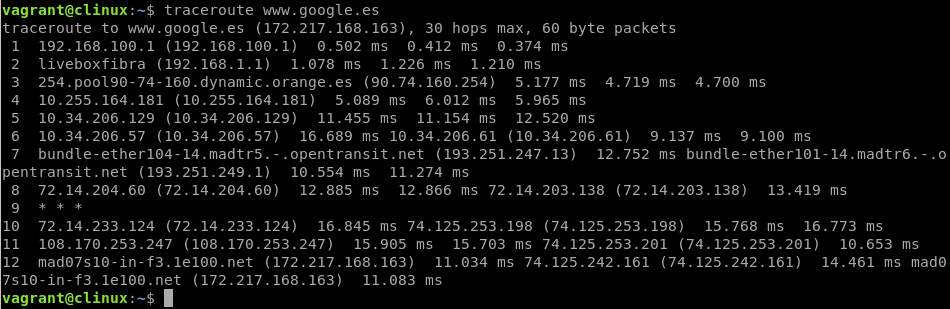 vagrant@clinux:~$ traceroute www.google.es
traceroute to www.google.es (172.217.168.163), 30 hops max, 60 byte packets
 1  192.168.100.1 (192.168.100.1)  0.502 ms  0.412 ms  0.374 ms
 2  liveboxfibra (192.168.1.1)  1.078 ms  1.226 ms  1.210 ms
 3  254.pool90-74-160.dynamic.orange.es (90.74.160.254)  5.177 ms  4.719 ms  4.700 ms
 4  10.255.164.181 (10.255.164.181)  5.089 ms  6.012 ms  5.965 ms
 5  10.34.206.129 (10.34.206.129)  11.455 ms  11.154 ms  12.520 ms
 6  10.34.206.57 (10.34.206.57)  16.689 ms 10.34.206.61 (10.34.206.61)  9.137 ms  9.100 ms
 7  bundle-ether104-14.madtr5.-.opentransit.net (193.251.247.13)  12.752 ms bundle-ether101-14.madtr6.-.o
pentransit.net (193.251.249.1)  10.554 ms  11.274 ms
 8  72.14.204.60 (72.14.204.60)  12.885 ms  12.866 ms 72.14.203.138 (72.14.203.138)  13.419 ms
 9  * * *
10  72.14.233.124 (72.14.233.124)  16.845 ms 74.125.253.198 (74.125.253.198)  15.768 ms  16.773 ms
11  108.170.253.247 (108.170.253.247)  15.905 ms  15.703 ms 74.125.253.201 (74.125.253.201)  10.653 ms
12  mad07s10-in-f3.1e100.net (172.217.168.163)  11.034 ms 74.125.242.161 (74.125.242.161)  14.461 ms mad0
7s10-in-f3.1e100.net (172.217.168.163)  11.083 ms
vagrant@clinux:~$